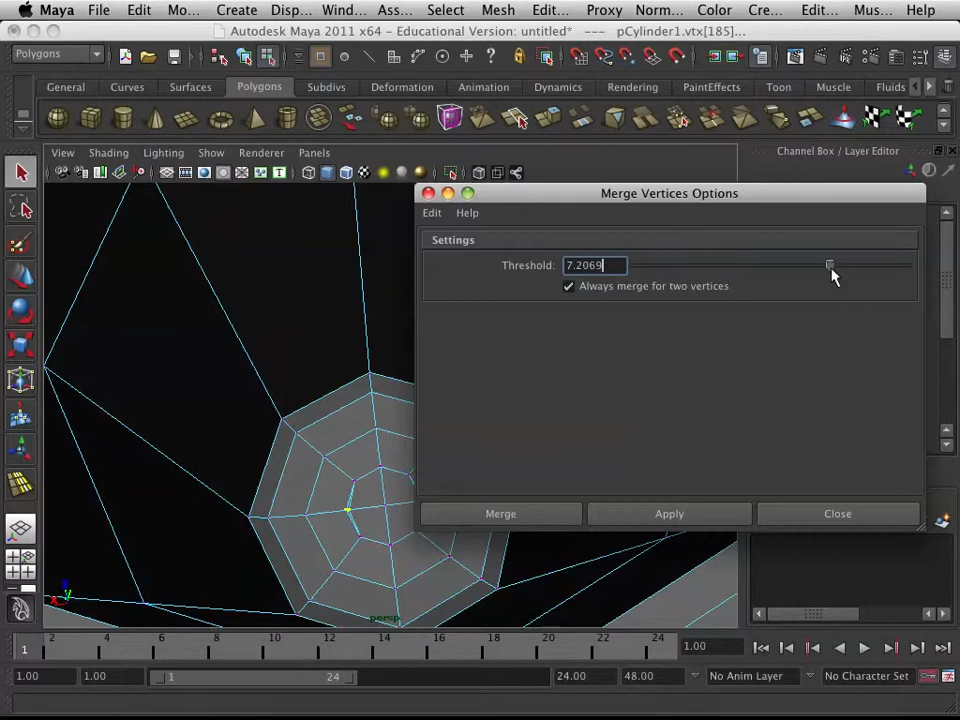 Maya File Edit Mo... Create Disp... Wind... Ass... Select Mesh Edit... Proxy Norm... Color Cre... Edit... Mus... Help
Autodesk Maya 2011 x64 - Educational Version: untitled* --- pCylinder1.vtx[185]...
Polygons
General Curves Surfaces Polygons Subdivs Deformation Animation Dynamics Rendering PaintEffects Toon Muscle Fluids
View Shading Lighting Show Renderer Panels
Channel Box / Layer Editor
Merge Vertices Options
Edit Help
Settings
Threshold: 7.2069
Always merge for two vertices
Merge Apply Close
persp
2 4 6 8 10 12 14 16 18 20 22 24
1 1.00
1.00 1.00 1 24 24.00 48.00 No Anim Layer No Character Set